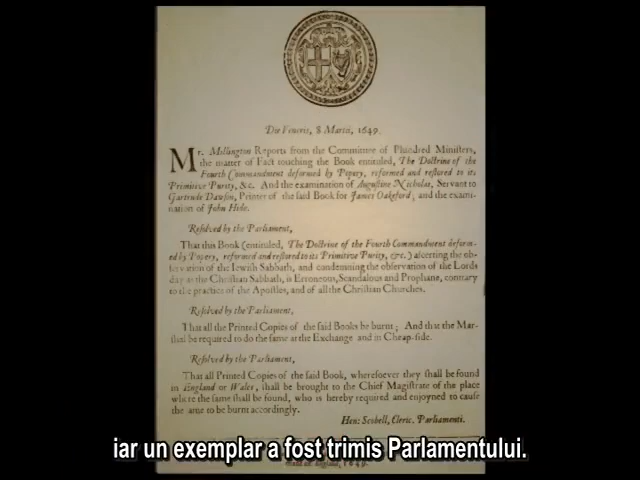 Die Veneris, 8 Martii, 1649.
Mr. Millington Reports from the Committee of Plundred Ministers,
the matter of Fact touching the Book entituled, The Doctrine of the
Fourth Commandment deformed by Popery, reformed and restored to its
Primitive Purity, &c. And the examination of Augustine Nicholas, Servant to
Gartrude Dawson, Printer of the said Book for James Oakeford; and the exami-
nation of John Hide.
Resolved by the Parliament,
That this Book (entituled, The Doctrine of the Fourth Commandment deform-
ed by Popery, reformed and restored to its Primitive Purity, &c.) asserting the ob-
servation of the Jewish Sabbath, and condemning the observation of the Lords
day as the Christian Sabbath, is Erroneous, Scandalous and Prophane, contrary
to the practice of the Apostles, and of all the Christian Churches.
Resolved by the Parliament,
That all the Printed Copies of the said Books be burnt; And that the Mar-
shal be required to do the same at the Exchange and in Cheap-side.
Resolved by the Parliament,
That all Printed Copies of the said Book, wheresoever they shall be found
in England or Wales, shall be brought to the Chief Magistrate of the place
where the same shall be found, who is hereby required and enjoyned to cause
the same to be burnt accordingly.
Hen: Scobell, Cleric. Parliamenti.
iar un exemplar a fost trimis Parlamentului.
of England, 1649.